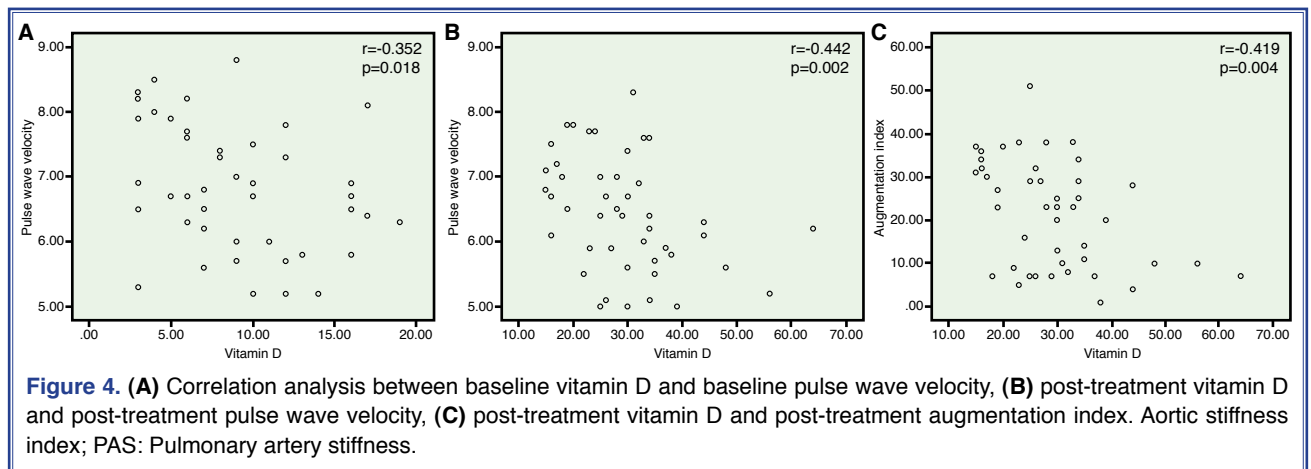 A
r=-0.352
p=0.018
9.00
8.00
7.00
6.00
5.00
Pulse wave velocity
.00 5.00 10.00 15.00 20.00
Vitamin D
B
r=-0.442
p=0.002
9.00
8.00
7.00
6.00
5.00
Pulse wave velocity
10.00 20.00 30.00 40.00 50.00 60.00 70.00
Vitamin D
C
r=-0.419
p=0.004
60.00
50.00
40.00
30.00
20.00
10.00
.00
Augmentation index
10.00 20.00 30.00 40.00 50.00 60.00 70.00
Vitamin D
Figure 4. (A) Correlation analysis between baseline vitamin D and baseline pulse wave velocity, (B) post-treatment vitamin D
and post-treatment pulse wave velocity, (C) post-treatment vitamin D and post-treatment augmentation index. Aortic stiffness
index; PAS: Pulmonary artery stiffness.